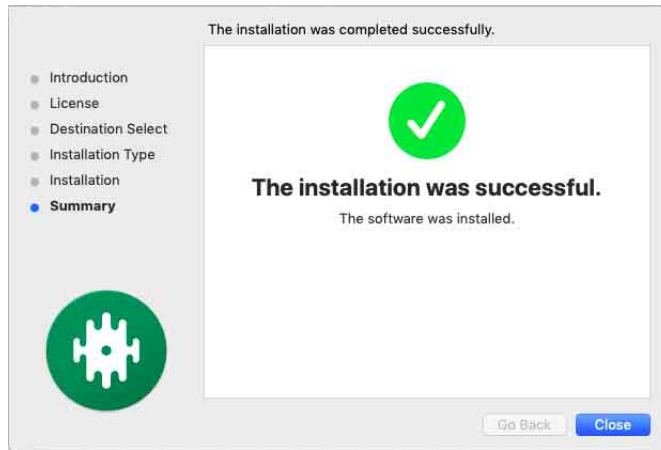 The installation was completed successfully.
Introduction
License
Destination Select
Installation Type
Installation
Summary
The installation was successful.
The software was installed.
Go Back
Close